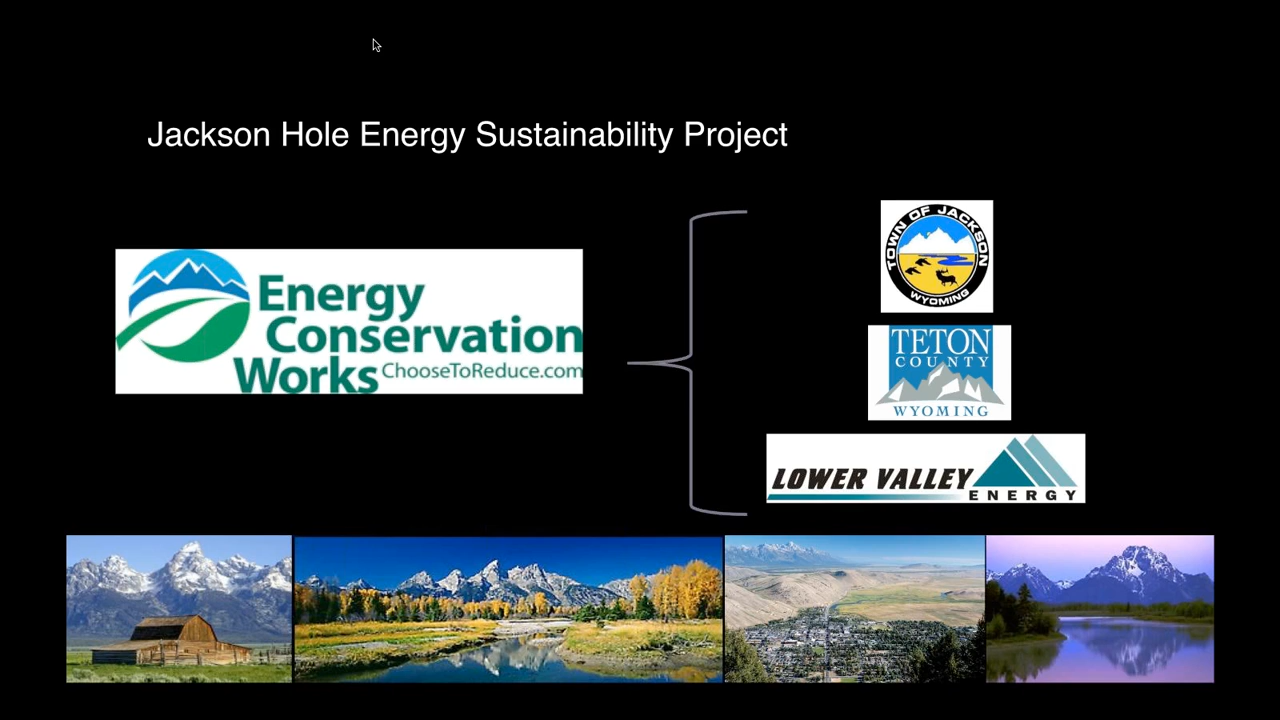 Jackson Hole Energy Sustainability Project
Energy
Conservation
Works ChooseToReduce.com
TOWN OF JACKSON
WYOMING
TETON
COUNTY
WYOMING
LOWER VALLEY
ENERGY